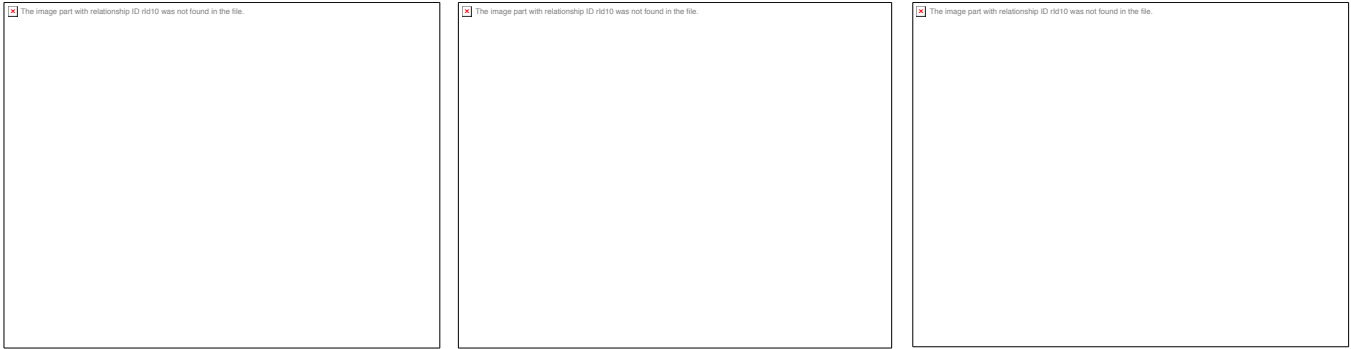 The image part with relationship ID rId10 was not found in the file.
The image part with relationship ID rId10 was not found in the file.
The image part with relationship ID rId10 was not found in the file.